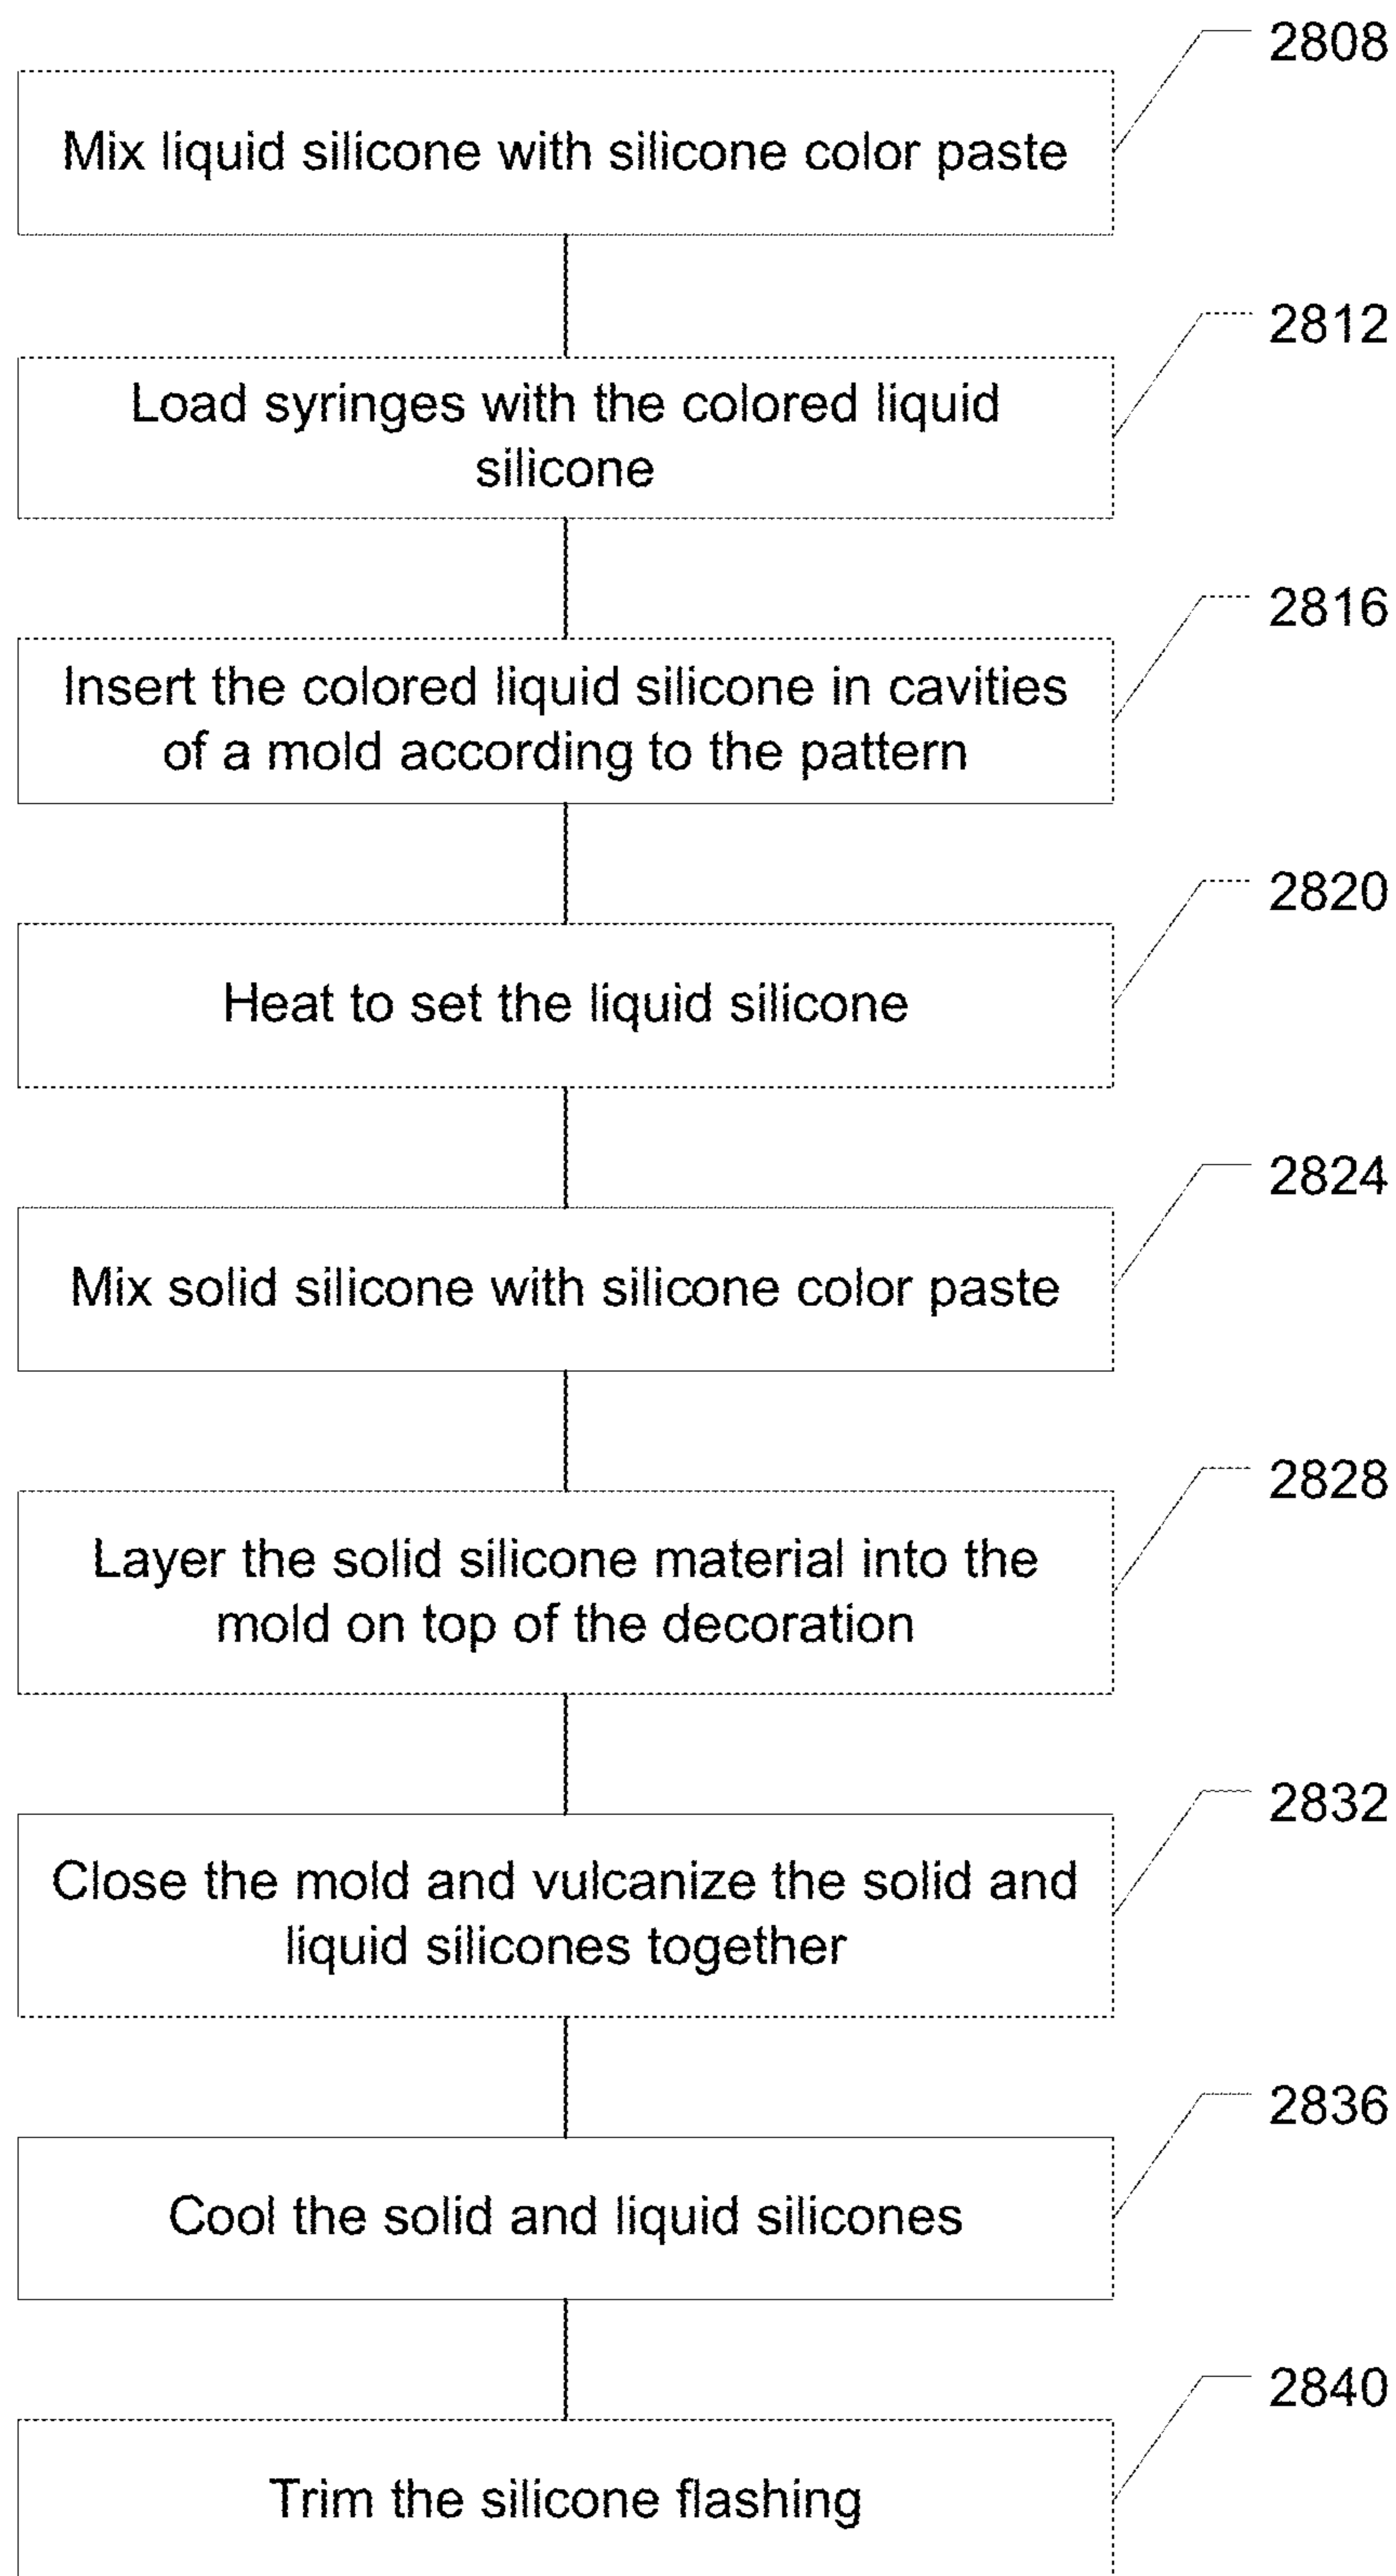 2808
Mix liquid silicone with silicone color paste
2812
Load syringes with the colored liquid
silicone
2816
Insert the colored liquid silicone in cavities
of a mold according to the pattern
2820
Heat to set the liquid silicone
2824
Mix solid silicone with silicone color paste
2828
Layer the solid silicone material into the
mold on top of the decoration
2832
Close the mold and vulcanize the solid and
liquid silicones together
2836
Cool the solid and liquid silicones
2840
Trim the silicone flashing